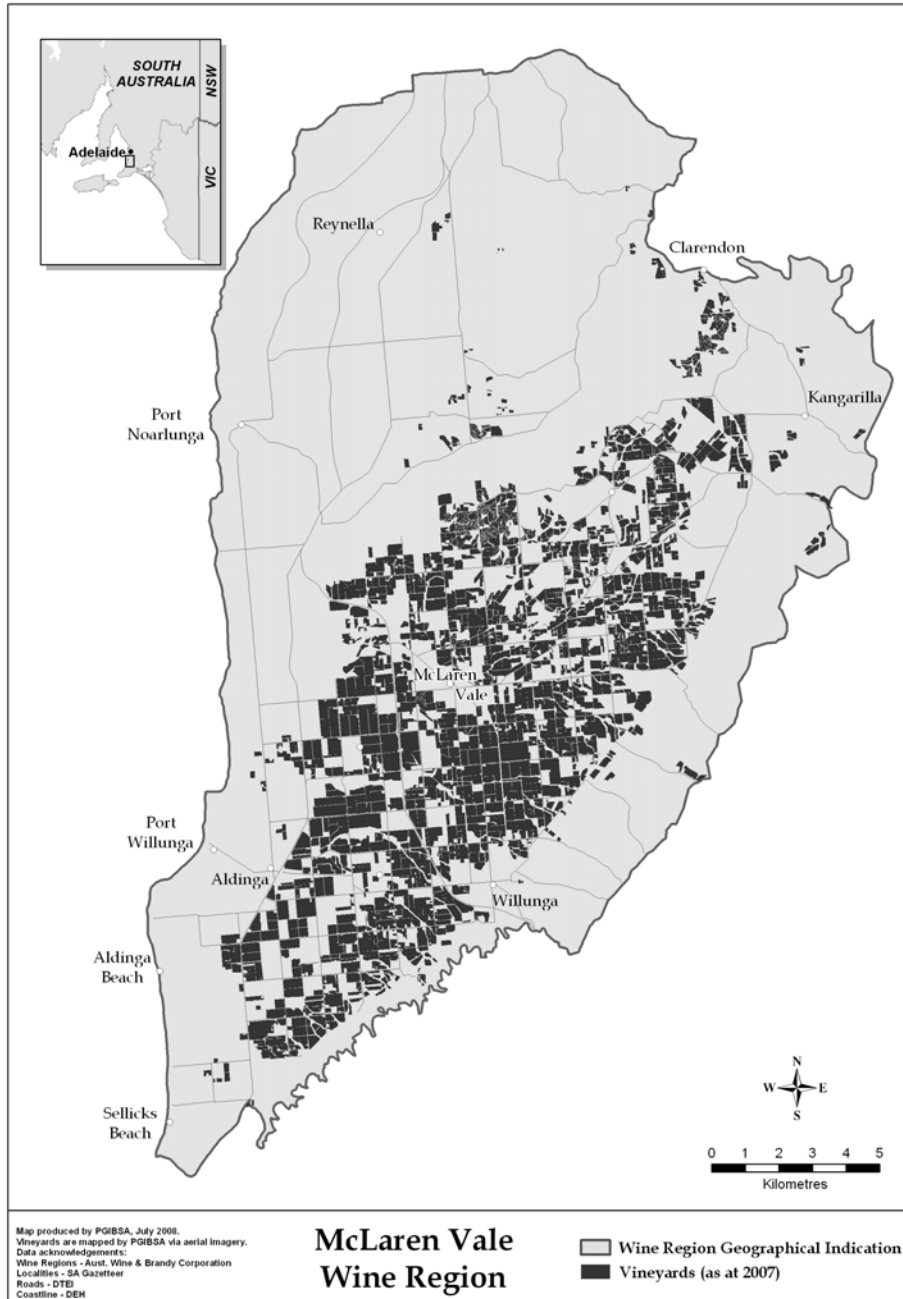 SOUTH
AUSTRALIA
NSW
Adelaide
VIC
Reynella
Clarendon
Port
Noarlunga
Kangarilla
McLaren
Vale
Port
Willunga
Aldinga
Willunga
Aldinga
Beach
Sellicks
Beach
N
W E
S
0 1 2 3 4 5
Kilometres
Map produced by PGIBSA, July 2008.
Vineyards are mapped by PGIBSA via aerial imagery.
Data acknowledgements:
Wine Regions - Aust. Wine & Brandy Corporation
Localities - SA Gazetteer
Roads - DTEI
Coastline - DEH
McLaren Vale
Wine Region
Wine Region Geographical Indication
Vineyards (as at 2007)